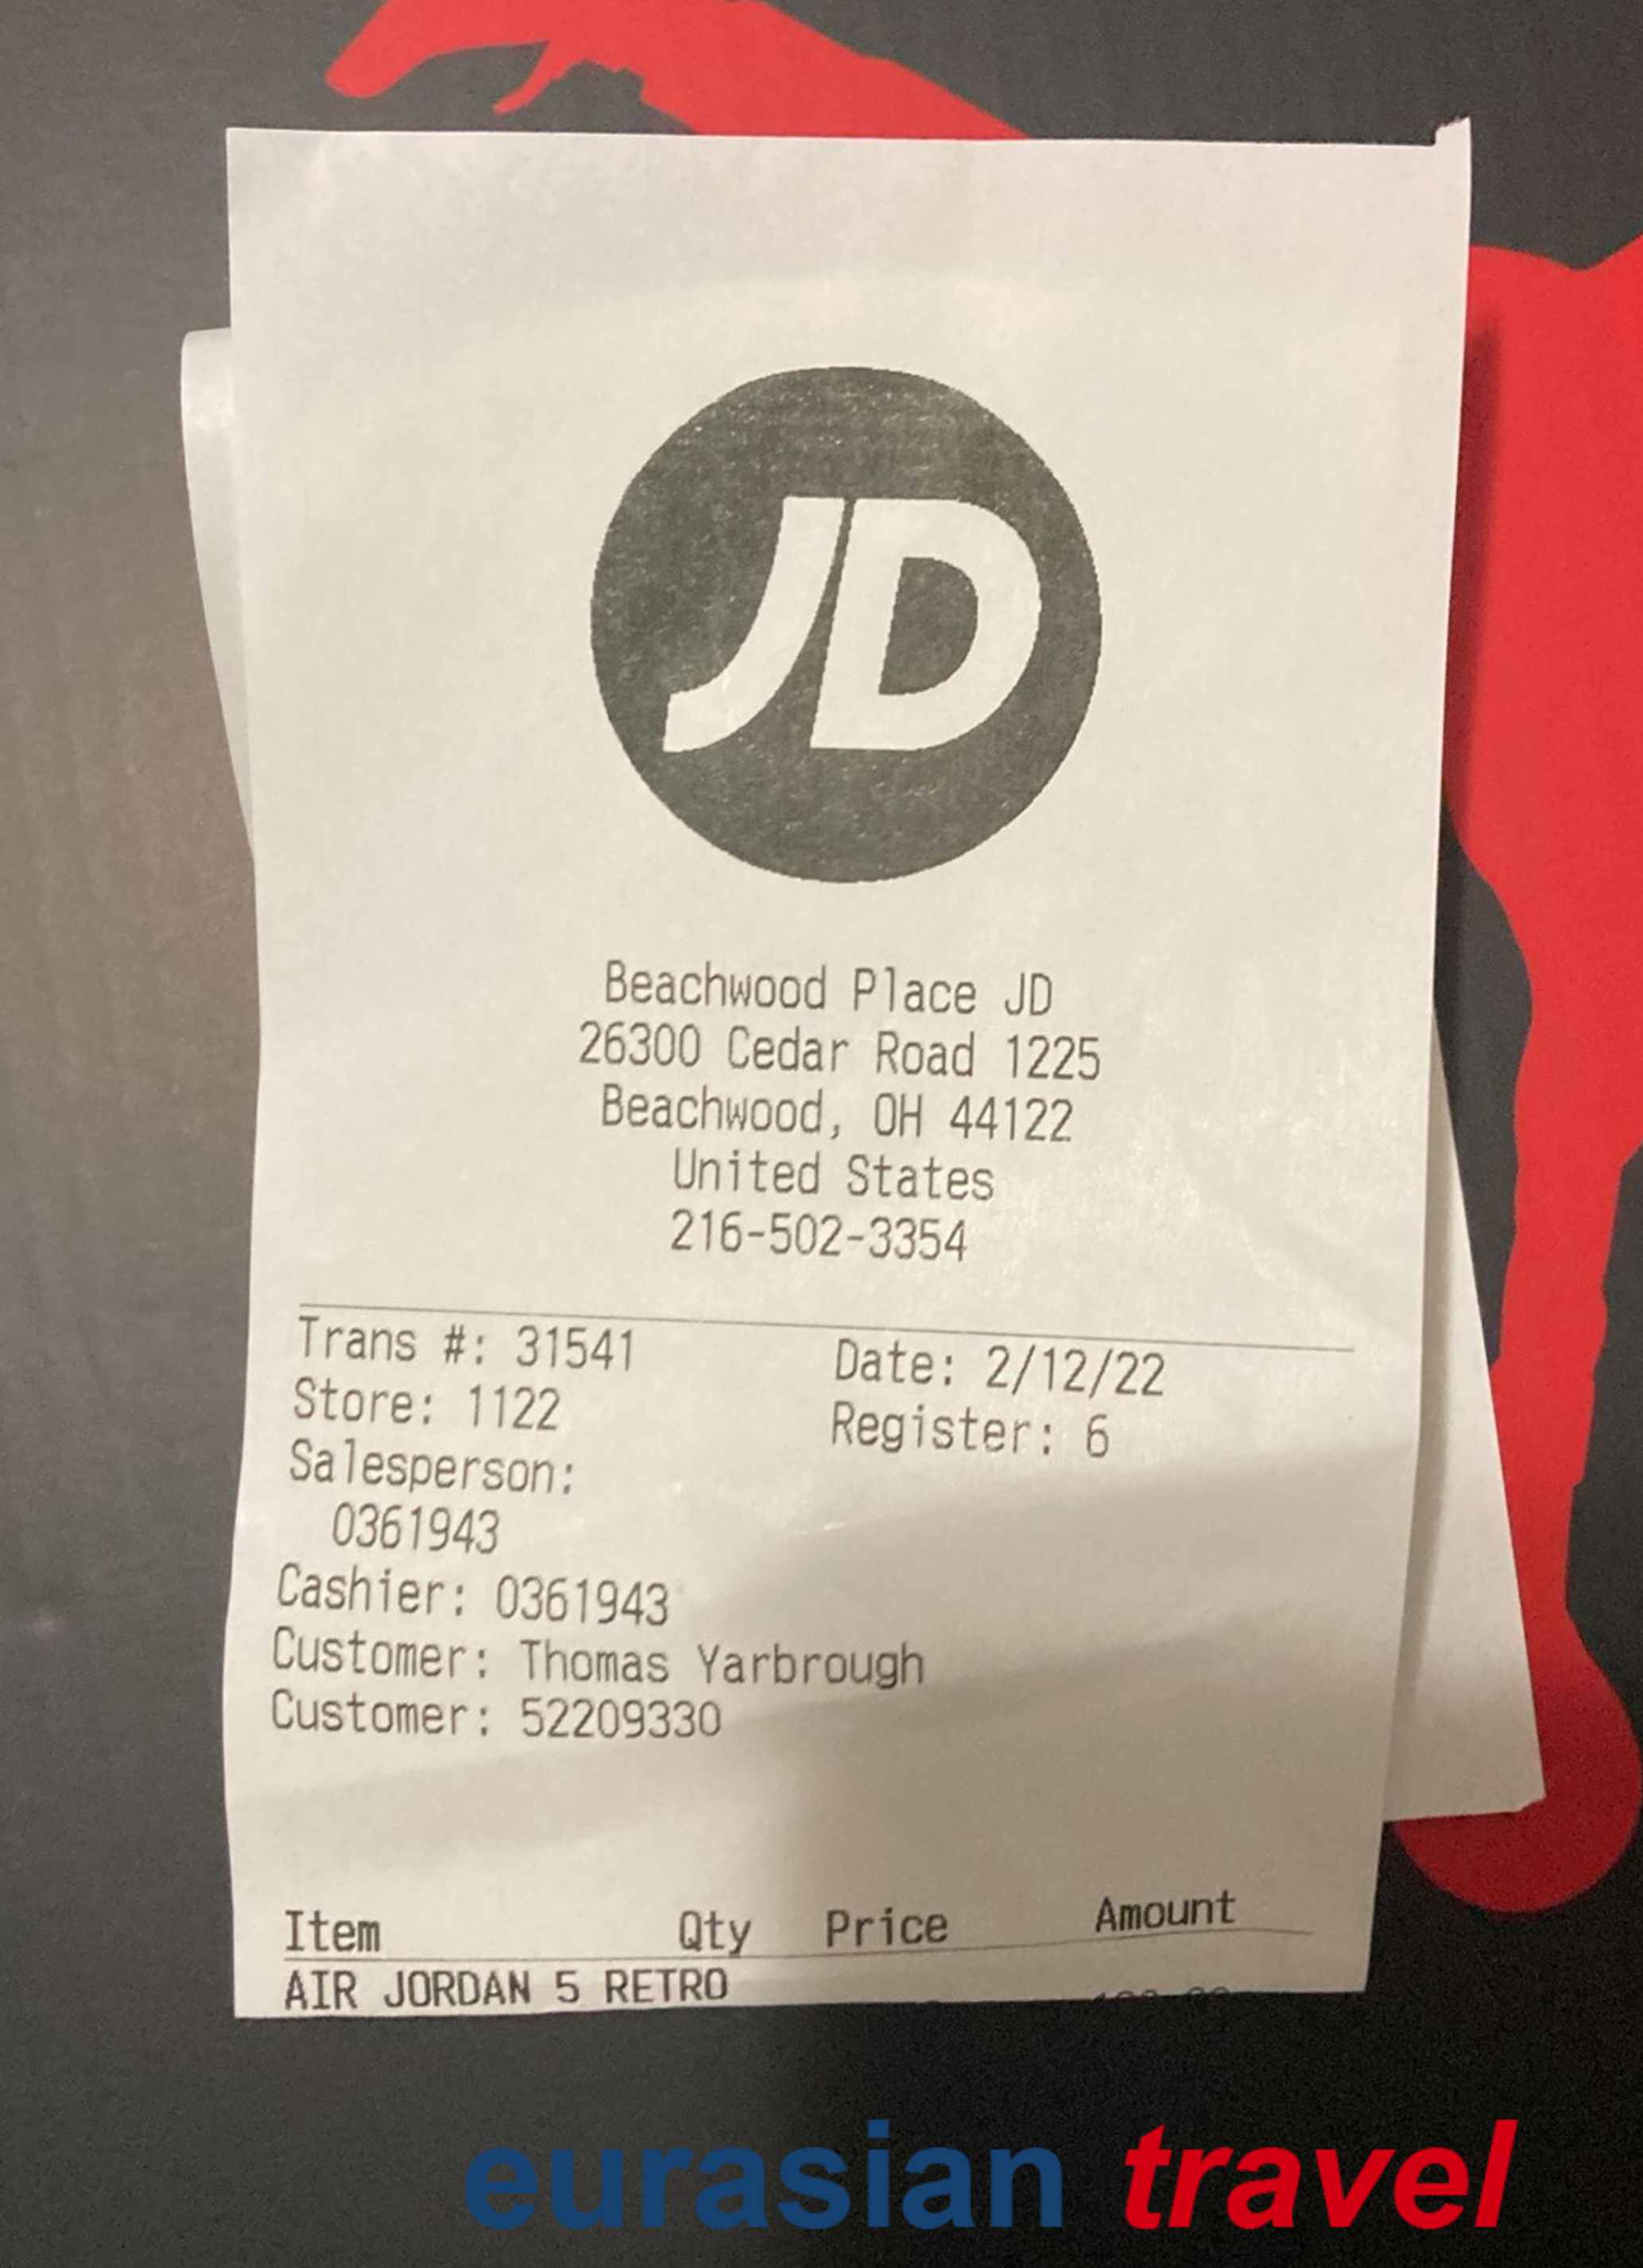 JD
Beachwood Place JD
26300 Cedar Road 1225
Beachwood, OH 44122
United States
216-502-3354
Trans #: 31541 Date: 2/12/22
Store: 1122 Register: 6
Salesperson:
0361943
Cashier: 0361943
Customer: Thomas Yarbrough
Customer: 52209330
Item Qty Price Amount
AIR JORDAN 5 RETRO
eurasian travel